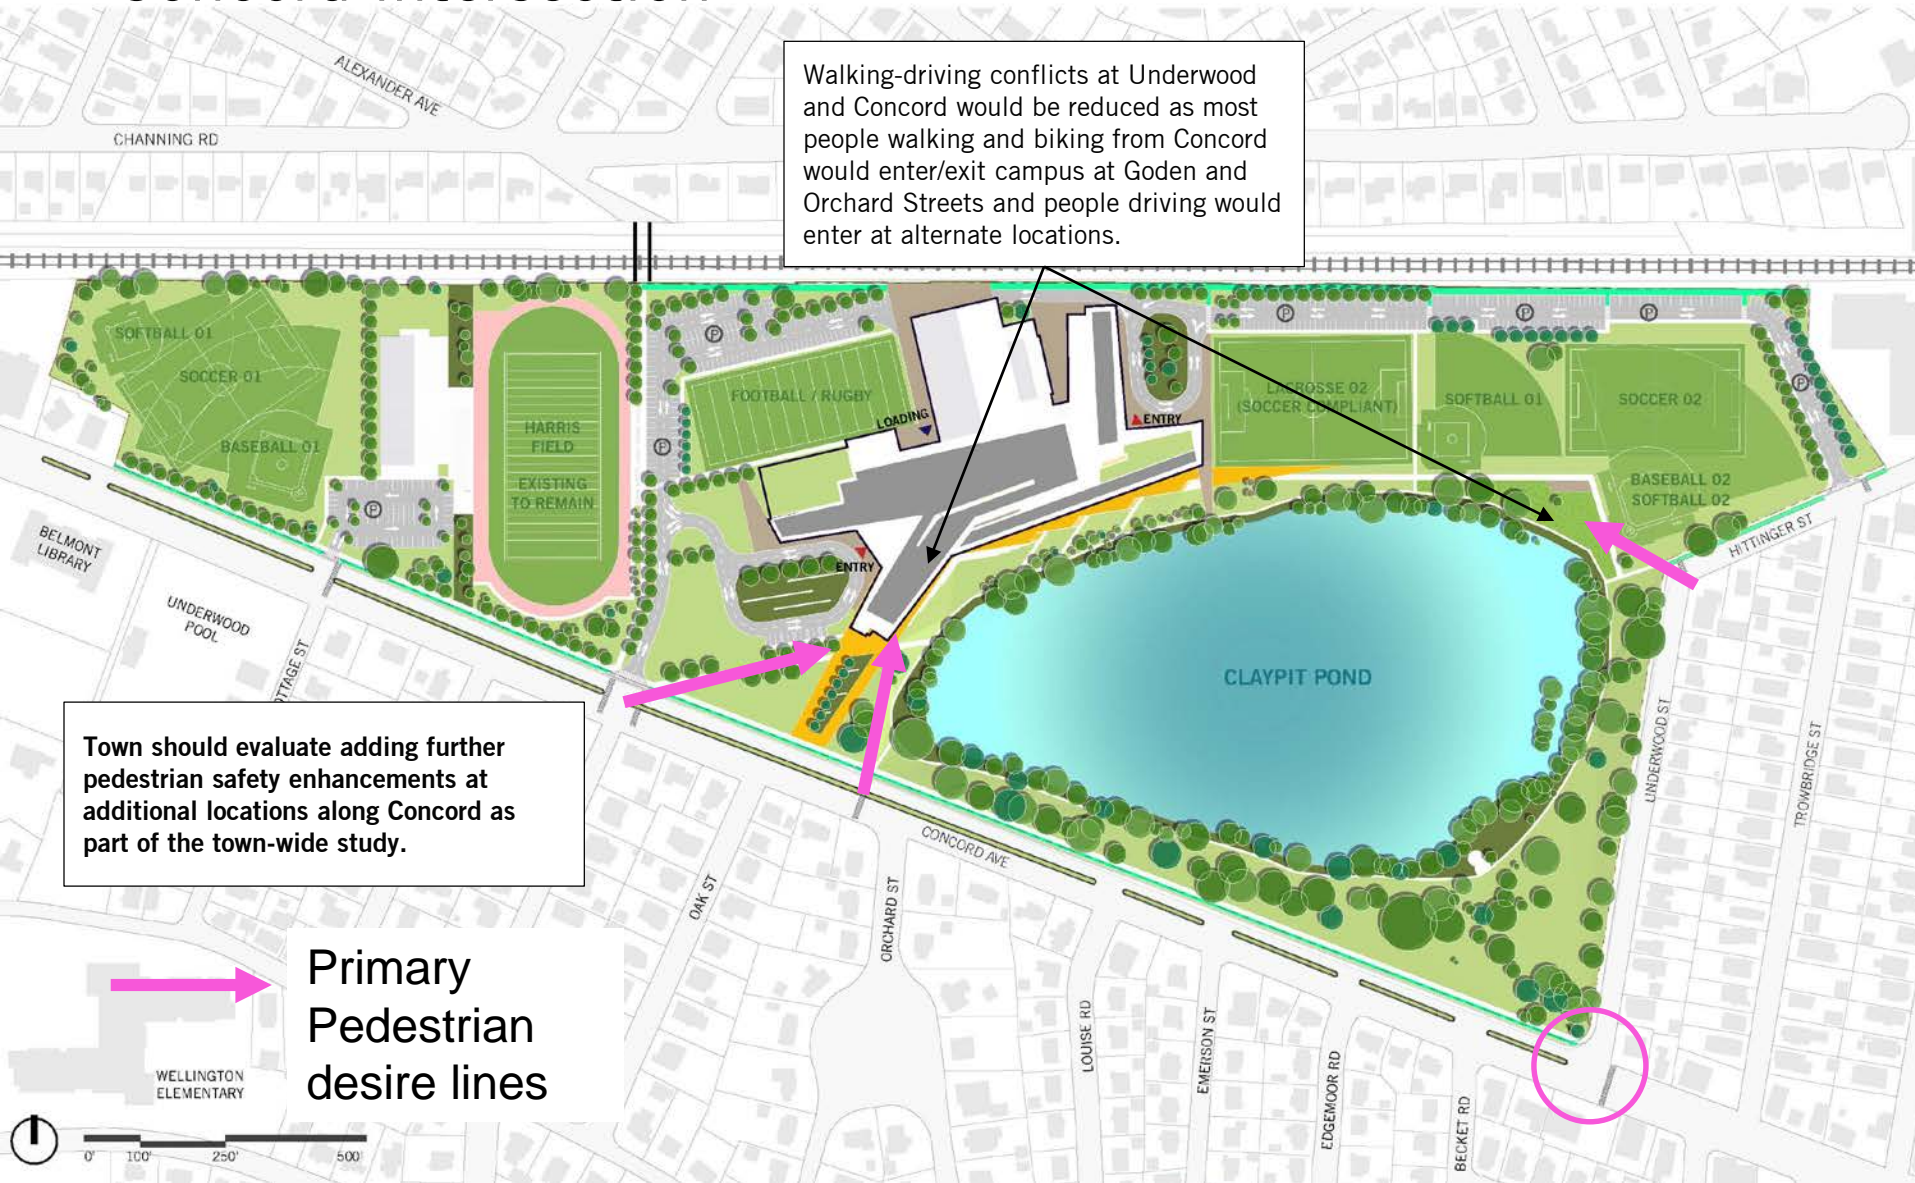 ALEXANDER AVE
CHANNING RD
Walking-driving conflicts at Underwood
and Concord would be reduced as most
people walking and biking from Concord
would enter/exit campus at Goden and
Orchard Streets and people driving would
enter at alternate locations.
SOFTBALL 01
SOCCER 01
BASEBALL 01
P
HARRIS
FIELD
EXISTING
TO REMAIN
P
P
FOOTBALL / RUGBY
LOADING
ENTRY
ENTRY
P
P
P
P
LACROSSE 02
(SOCCER COMPLIANT)
SOFTBALL 01
SOCCER 02
BASEBALL 02
SOFTBALL 02
HITTINGER ST
BELMONT
LIBRARY
UNDERWOOD
POOL
CLAYPIT POND
UNDERWOOD ST
TROWBRIDGE ST
Town should evaluate adding further
pedestrian safety enhancements at
additional locations along Concord as
part of the town-wide study.
CONCORD AVE
OAK ST
ORCHARD ST
LOUISE RD
EMERSON ST
EDGEMOOR RD
BECKET RD
Primary
Pedestrian
desire lines
WELLINGTON
ELEMENTARY
0' 100' 250' 500'